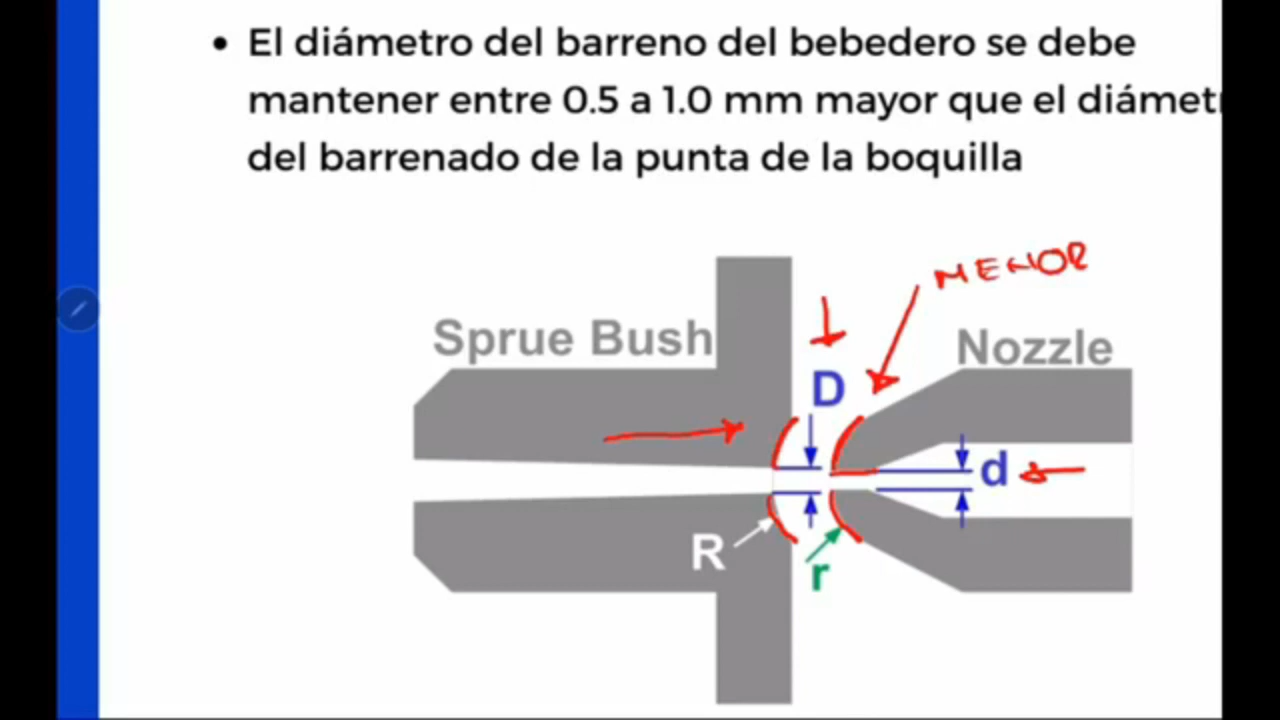 • El diámetro del barreno del bebedero se debe
mantener entre 0.5 a 1.0 mm mayor que el diámet
del barrenado de la punta de la boquilla
MENOR
Sprue Bush
Nozzle
D
d
R
r